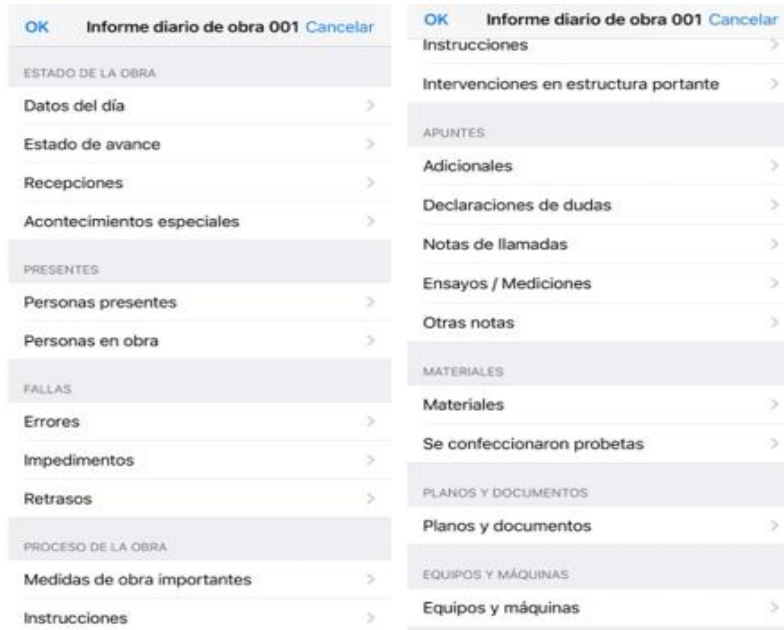 OK Informe diario de obra 001 Cancelar
ESTADO DE LA OBRA
Datos del día
Estado de avance
Recepciones
Acontecimientos especiales
PRESENTES
Personas presentes
Personas en obra
FALLAS
Errores
Impedimentos
Retrasos
PROCESO DE LA OBRA
Medidas de obra importantes
Instrucciones
OK Informe diario de obra 001 Cancelar
Instrucciones
Intervenciones en estructura portante
APUNTES
Adicionales
Declaraciones de dudas
Notas de llamadas
Ensayos / Mediciones
Otras notas
MATERIALES
Materiales
Se confeccionaron probetas
PLANOS Y DOCUMENTOS
Planos y documentos
EQUIPOS Y MÁQUINAS
Equipos y máquinas